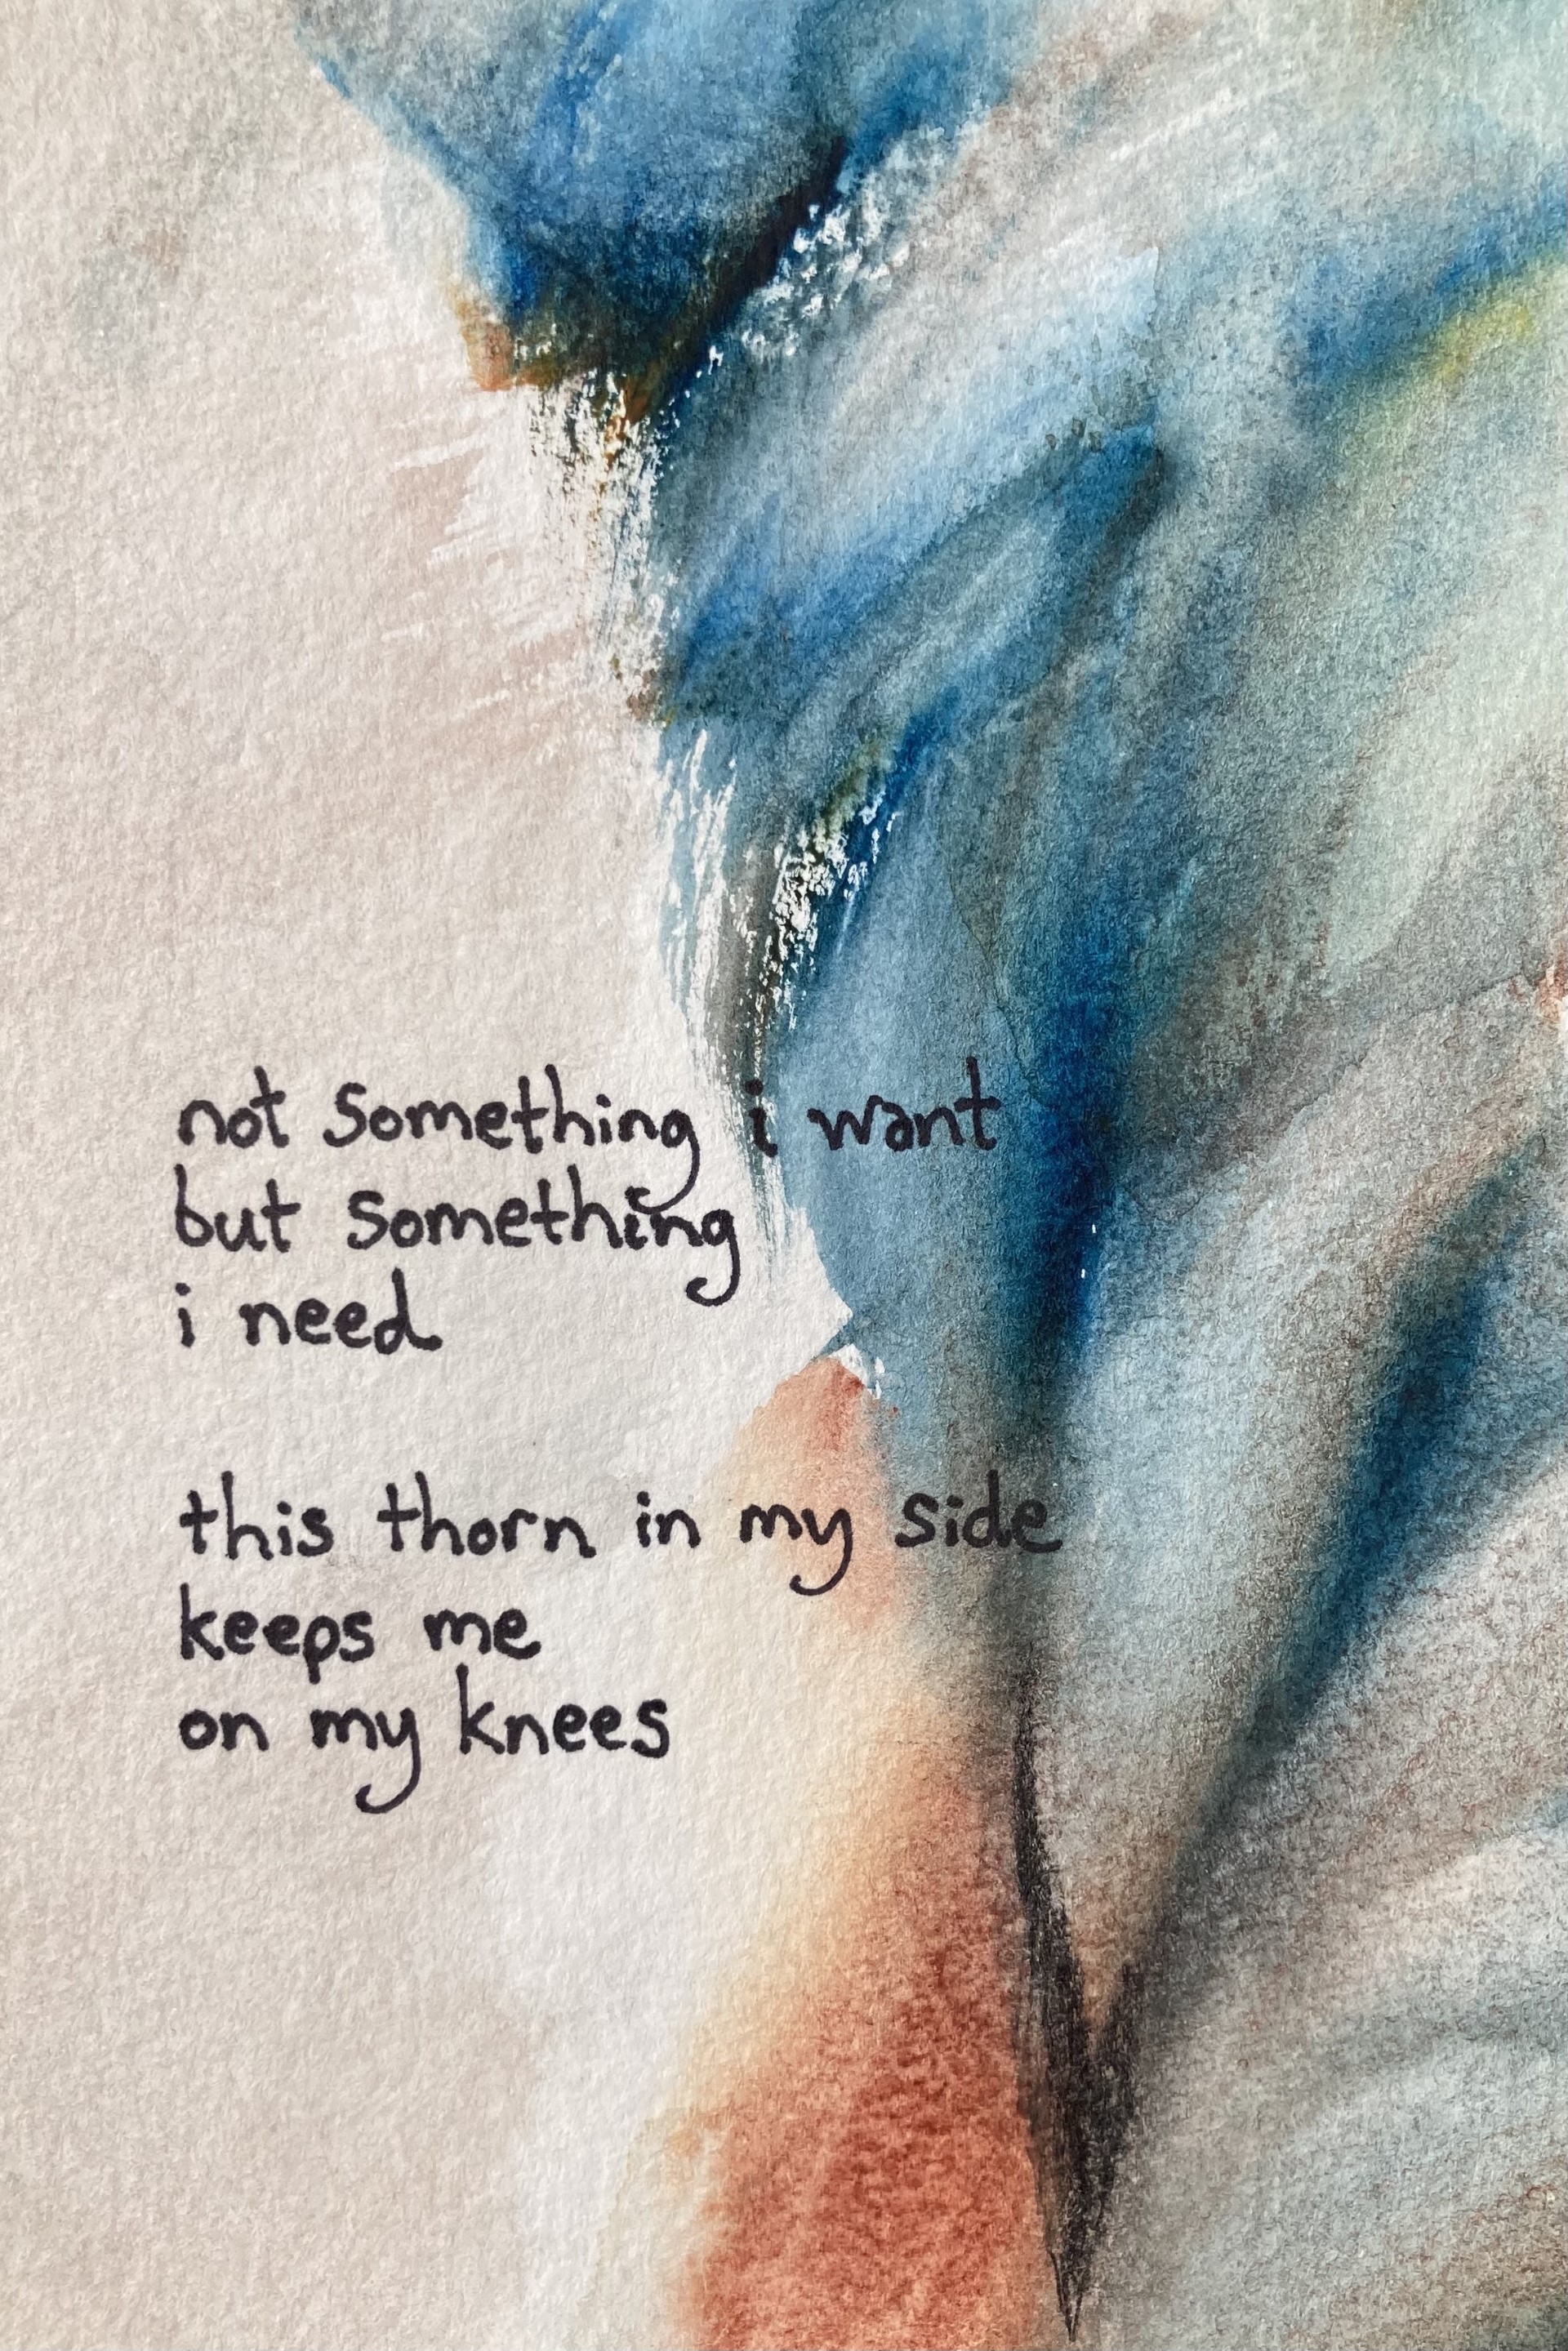 not something i want
but something
i need
this thorn in my side
keeps me
on my knees